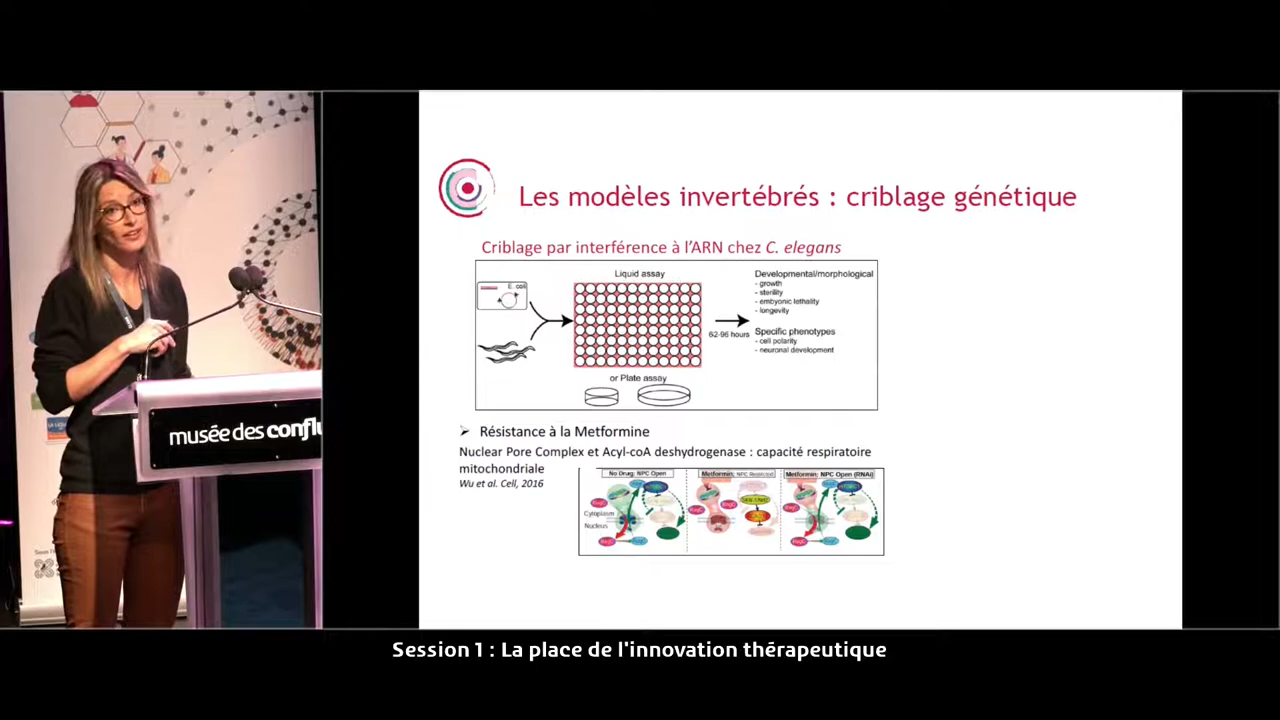 Les modèles invertébrés : criblage génétique
Criblage par interférence à l'ARN chez C. elegans
Liquid assay
E. coli
62-96 hours
Developmental/morphological
- growth
- sterility
- embyonic lethality
- longevity
Specific phenotypes
- cell polarity
- neuronal development
or Plate assay
➢ Résistance à la Metformine
Nuclear Pore Complex et Acyl-coA deshydrogenase : capacité respiratoire
mitochondriale
Wu et al. Cell, 2016
No Drug: NPC Open
Metformin: NPC Restricted
Metformin: NPC Open (RNAi)
Cytoplasm
Nucleus
musée des conflu
Session 1 : La place de l'innovation thérapeutique